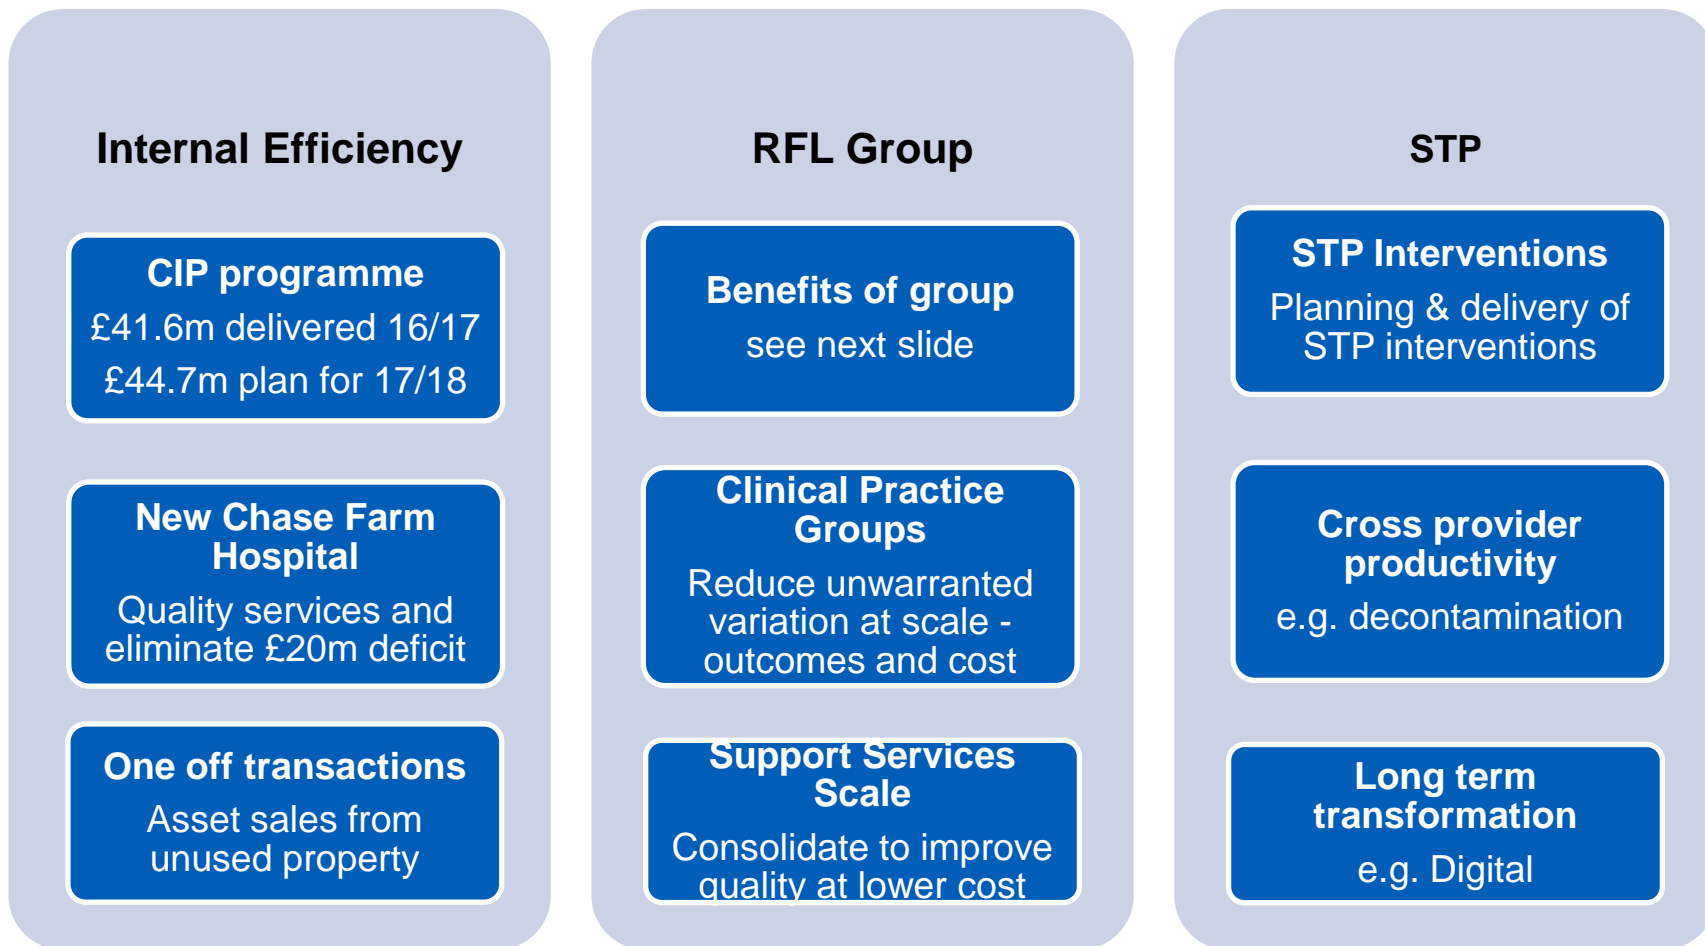 Internal Efficiency
CIP programme
£41.6m delivered 16/17
£44.7m plan for 17/18
New Chase Farm
Hospital
Quality services and
eliminate £20m deficit
One off transactions
Asset sales from
unused property
RFL Group
Benefits of group
see next slide
Clinical Practice
Groups
Reduce unwarranted
variation at scale -
outcomes and cost
Support Services
Scale
Consolidate to improve
quality at lower cost
STP
STP Interventions
Planning & delivery of
STP interventions
Cross provider
productivity
e.g. decontamination
Long term
transformation
e.g. Digital